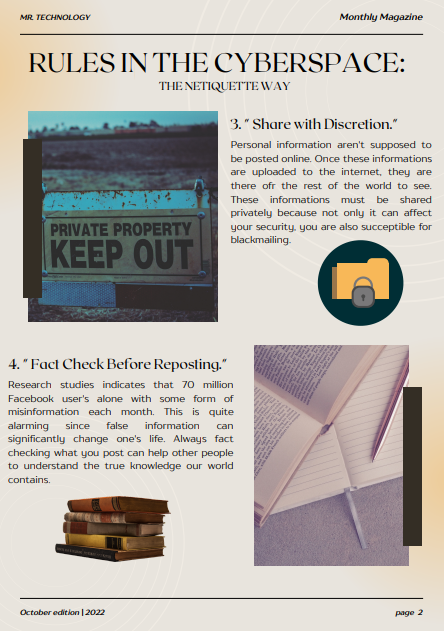 MR. TECHNOLOGY
Monthly Magazine
RULES IN THE CYBERSPACE:
THE NETIQUETTE WAY
3. " Share with Discretion."
Personal information aren't supposed to
be posted online. Once these informations
are uploaded to the internet, they are
there ofr the rest of the world to see.
These informations must be shared
privately because not only it can affect
your security, you are also succeptible for
blackmailing.
PRIVATE PROPERTY
KEEP OUT
4. " Fact Check Before Reposting."
Research studies indicates that 70 million
Facebook user's alone with some form of
misinformation each month. This is quite
alarming since false information can
significantly change one's life. Always fact
checking what you post can help other people
to understand the true knowledge our world
contains.
October edition | 2022
page 2